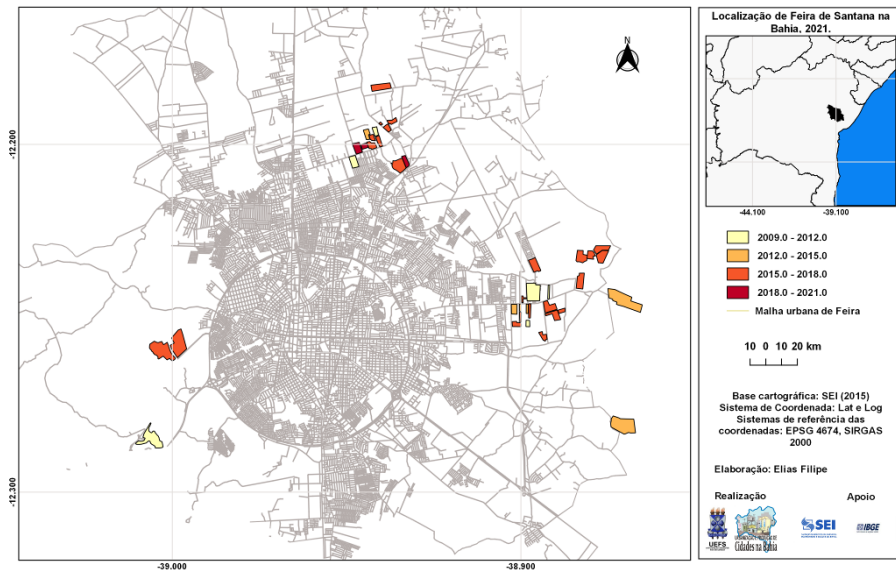 Localização de Feira de Santana na
Bahia, 2021.
N
-12.200
-12.300
-39.000
-38.900
-44.100
-39.100
2009.0 - 2012.0
2012.0 - 2015.0
2015.0 - 2018.0
2018.0 - 2021.0
Malha urbana de Feira
10 0 10 20 km
Base cartográfica: SEI (2015)
Sistema de Coordenada: Lat e Log
Sistemas de referência das
coordenadas: EPSG 4674, SIRGAS
2000
Elaboração: Elias Filipe
Realização
Apoio
UEFS
Cidades na Bahia
SEI
IBGE